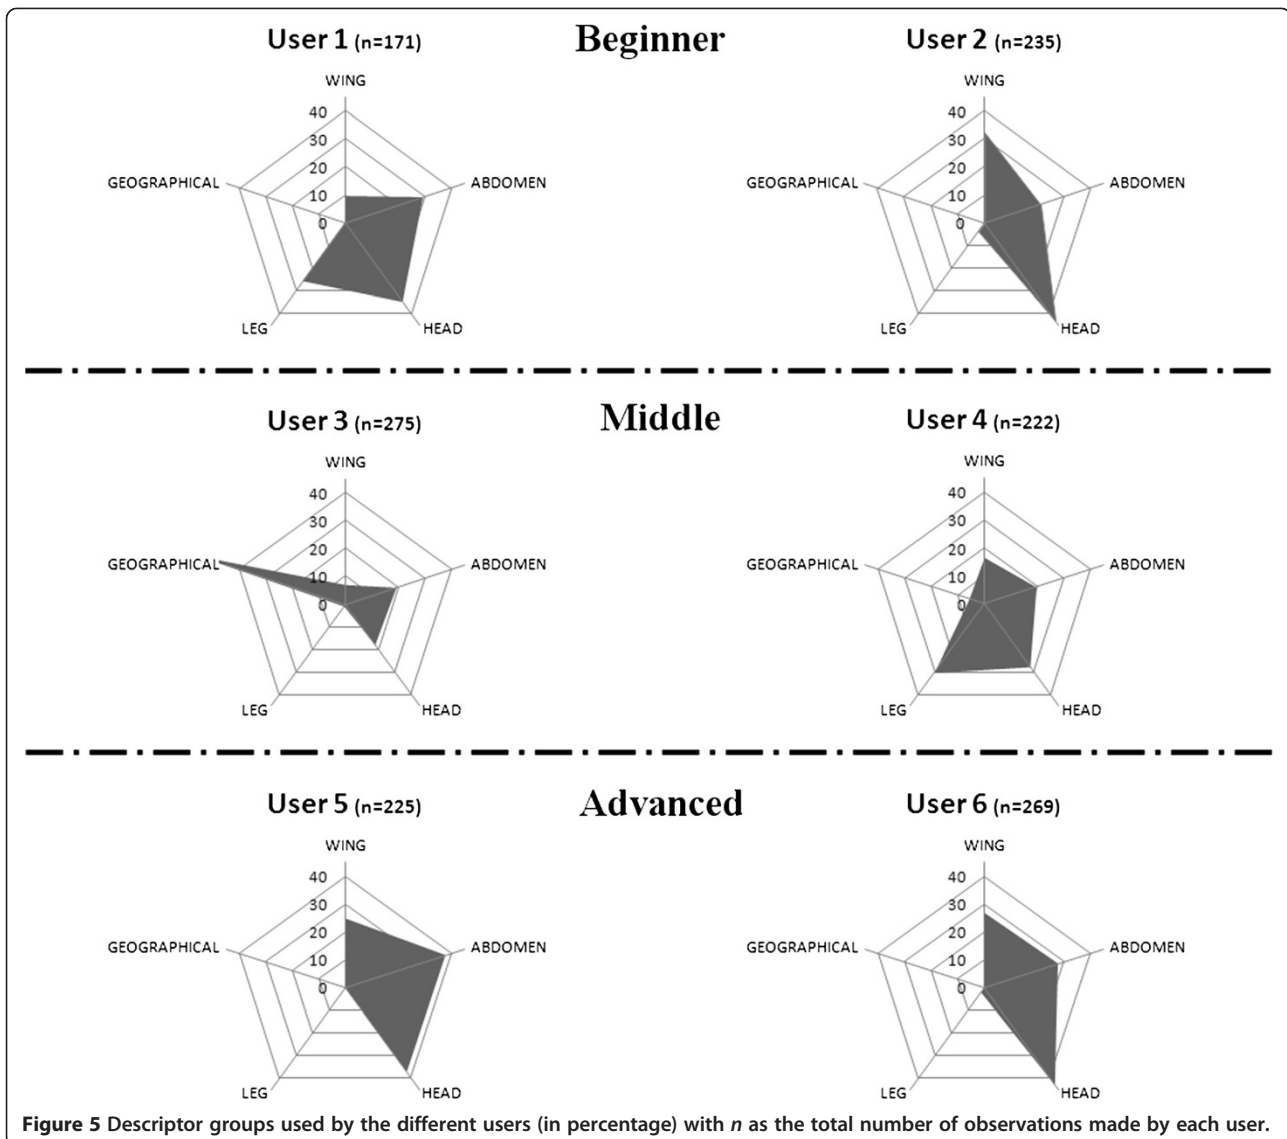 User 1 (n=171)
Beginner
User 2 (n=235)
WING
40
30
20
10
0
ABDOMEN
HEAD
LEG
GEOGRAPHICAL
WING
40
30
20
10
0
ABDOMEN
HEAD
LEG
GEOGRAPHICAL
User 3 (n=275)
Middle
User 4 (n=222)
WING
40
30
20
10
0
ABDOMEN
HEAD
LEG
GEOGRAPHICAL
WING
40
30
20
10
0
ABDOMEN
HEAD
LEG
GEOGRAPHICAL
User 5 (n=225)
Advanced
User 6 (n=269)
WING
40
30
20
10
0
ABDOMEN
HEAD
LEG
GEOGRAPHICAL
WING
40
30
20
10
0
ABDOMEN
HEAD
LEG
GEOGRAPHICAL
Figure 5 Descriptor groups used by the different users (in percentage) with n as the total number of observations made by each user.